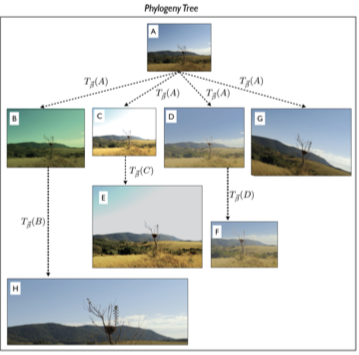 Phylogeny Tree
A
T_β(A)
T_β(A)
T_β(A)
T_β(A)
B
C
D
G
T_β(C)
E
T_β(D)
T_β(B)
F
H